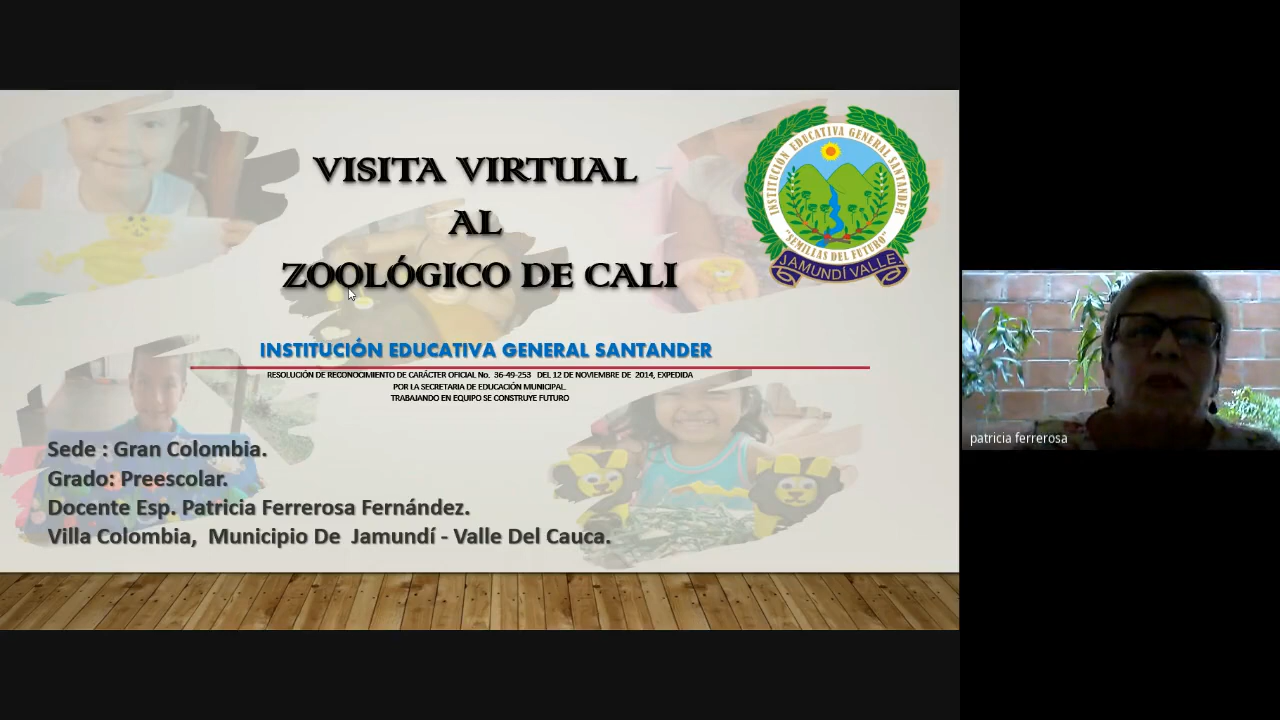 VISITA VIRTUAL
AL
ZOOLÓGICO DE CALI
INSTITUCIÓN EDUCATIVA GENERAL SANTANDER
"SEMILLAS DEL FUTURO"
JAMUNDÍ VALLE.
INSTITUCIÓN EDUCATIVA GENERAL SANTANDER
RESOLUCIÓN DE RECONOCIMIENTO DE CARÁCTER OFICIAL No. 36-49-253 DEL 12 DE NOVIEMBRE DE 2014, EXPEDIDA
POR LA SECRETARIA DE EDUCACIÓN MUNICIPAL.
TRABAJANDO EN EQUIPO SE CONSTRUYE FUTURO
Sede : Gran Colombia.
Grado: Preescolar.
Docente Esp. Patricia Ferrerosa Fernández.
Villa Colombia, Municipio De Jamundí - Valle Del Cauca.
patricia ferrerosa